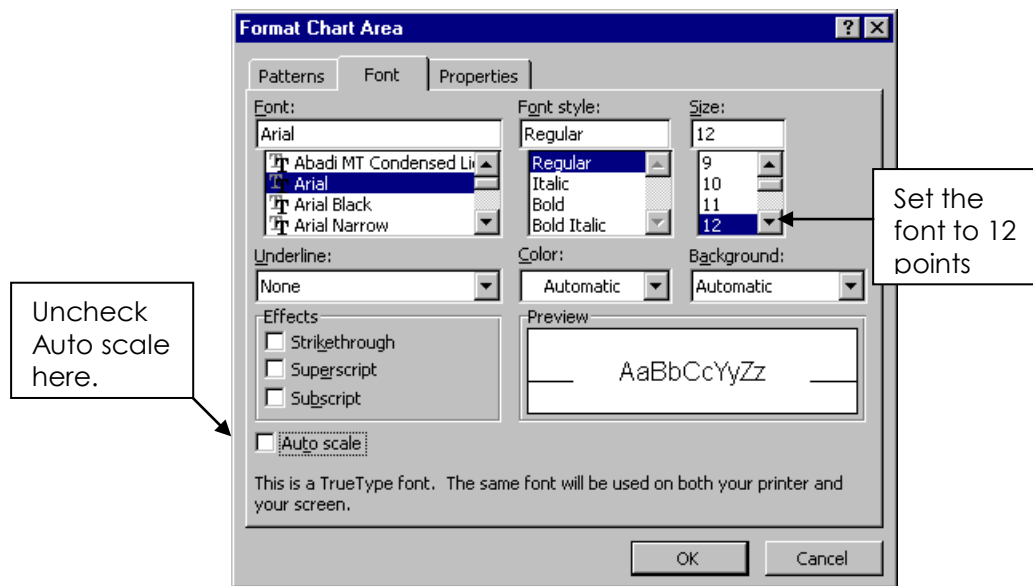 Format Chart Area
Patterns Font Properties
Font: Font style: Size:
Arial Regular 12
Abadi MT Condensed Li Regular 9
Arial Italic 10
Arial Black Bold 11
Arial Narrow Bold Italic 12
Set the
font to 12
points
Underline: Color: Background:
None Automatic Automatic
Uncheck
Auto scale
here.
Effects Preview
Strikethrough
Superscript
Subscript
AaBbCcYyZz
Auto scale
This is a TrueType font. The same font will be used on both your printer and
your screen.
OK Cancel